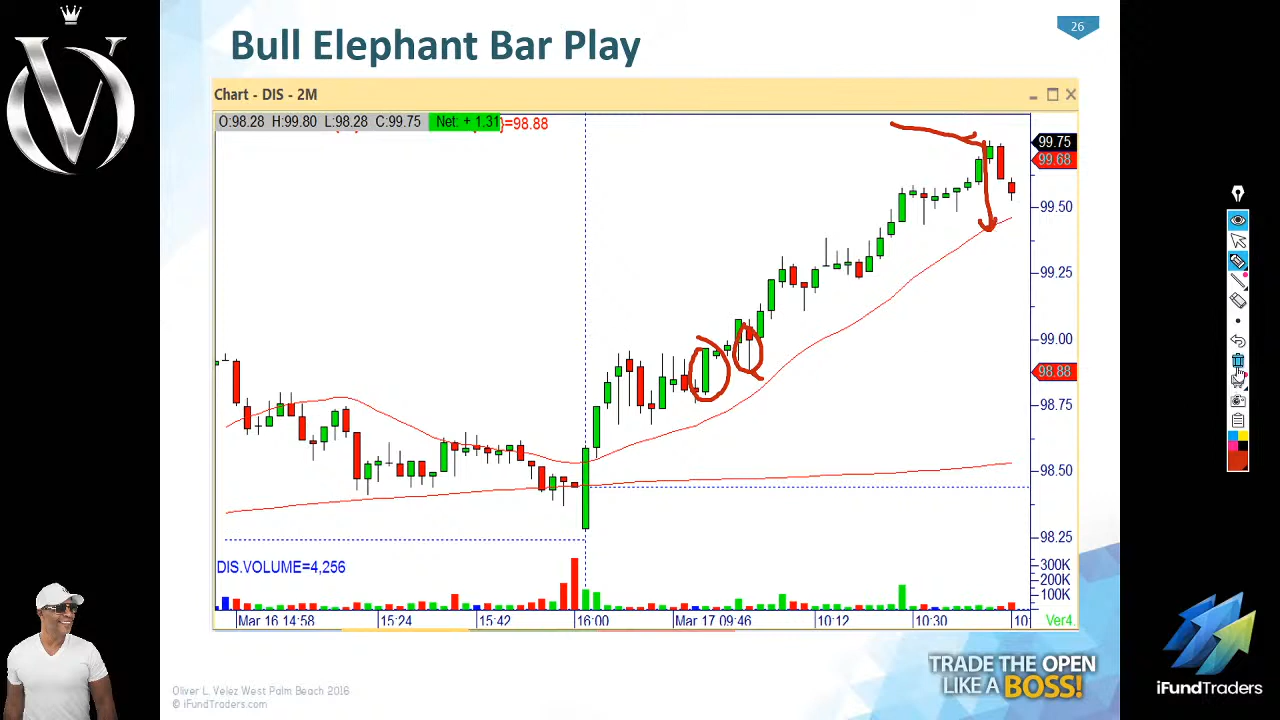 26
Bull Elephant Bar Play
Chart - DIS - 2M
O:98.28 H:99.80 L:98.28 C:99.75 Net: + 1.31 }=98.88
99.75
99.68
99.50
99.25
99.00
98.88
98.75
98.50
98.25
DIS.VOLUME=4,256
300K
200K
100K
Mar 16 14:58 15:24 15:42 16:00 Mar 17 09:46 10:12 10:30 10
Ver4.
TRADE THE OPEN
LIKE A BOSS!
Oliver L. Velez West Palm Beach 2016
© iFundTraders.com
iFundTraders
OV